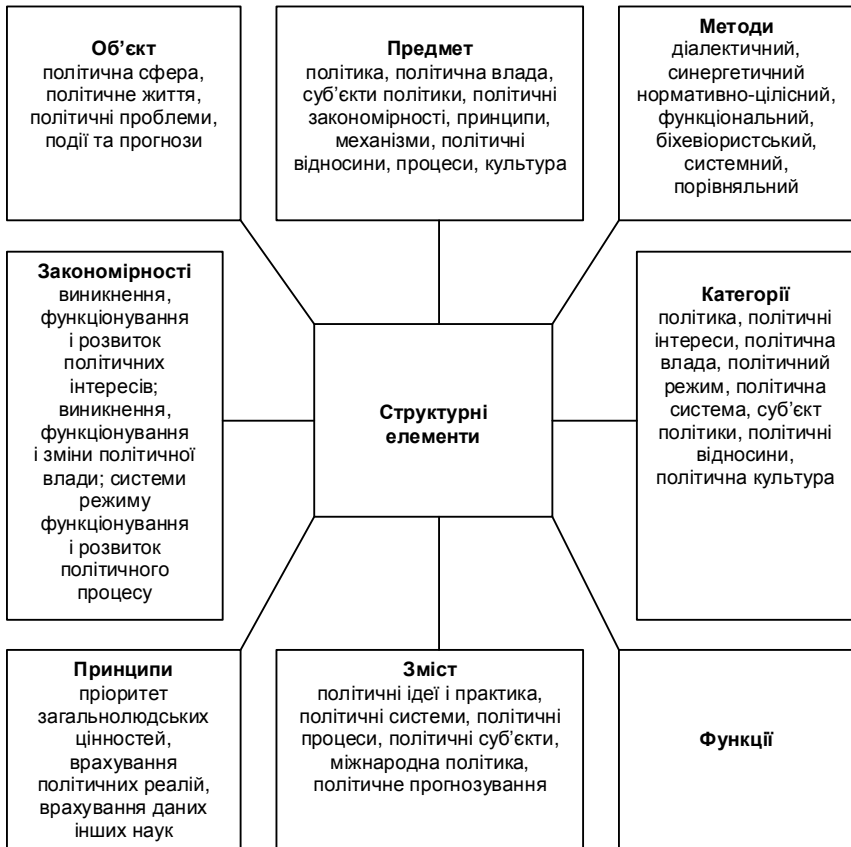 Об’єкт
політична сфера,
політичне життя,
політичні проблеми,
події та прогнози
Предмет
політика, політична влада,
суб’єкти політики, політичні
закономірності, принципи,
механізми, політичні
відносини, процеси, культура
Методи
діалектичний,
синергетичний
нормативно-цілісний,
функціональний,
біхевіористський,
системний,
порівняльний
Закономірності
виникнення,
функціонування
і розвиток
політичних
інтересів;
виникнення,
функціонування
і зміни політичної
влади; системи
режиму
функціонування
і розвиток
політичного
процесу
Структурні
елементи
Категорії
політика, політичні
інтереси, політична
влада, політичний
режим, політична
система, суб’єкт
політики, політичні
відносини,
політична культура
Принципи
пріоритет
загальнолюдських
цінностей,
врахування
політичних реалій,
врахування даних
інших наук
Зміст
політичні ідеї і практика,
політичні системи, політичні
процеси, політичні суб’єкти,
міжнародна політика,
політичне прогнозування
Функції